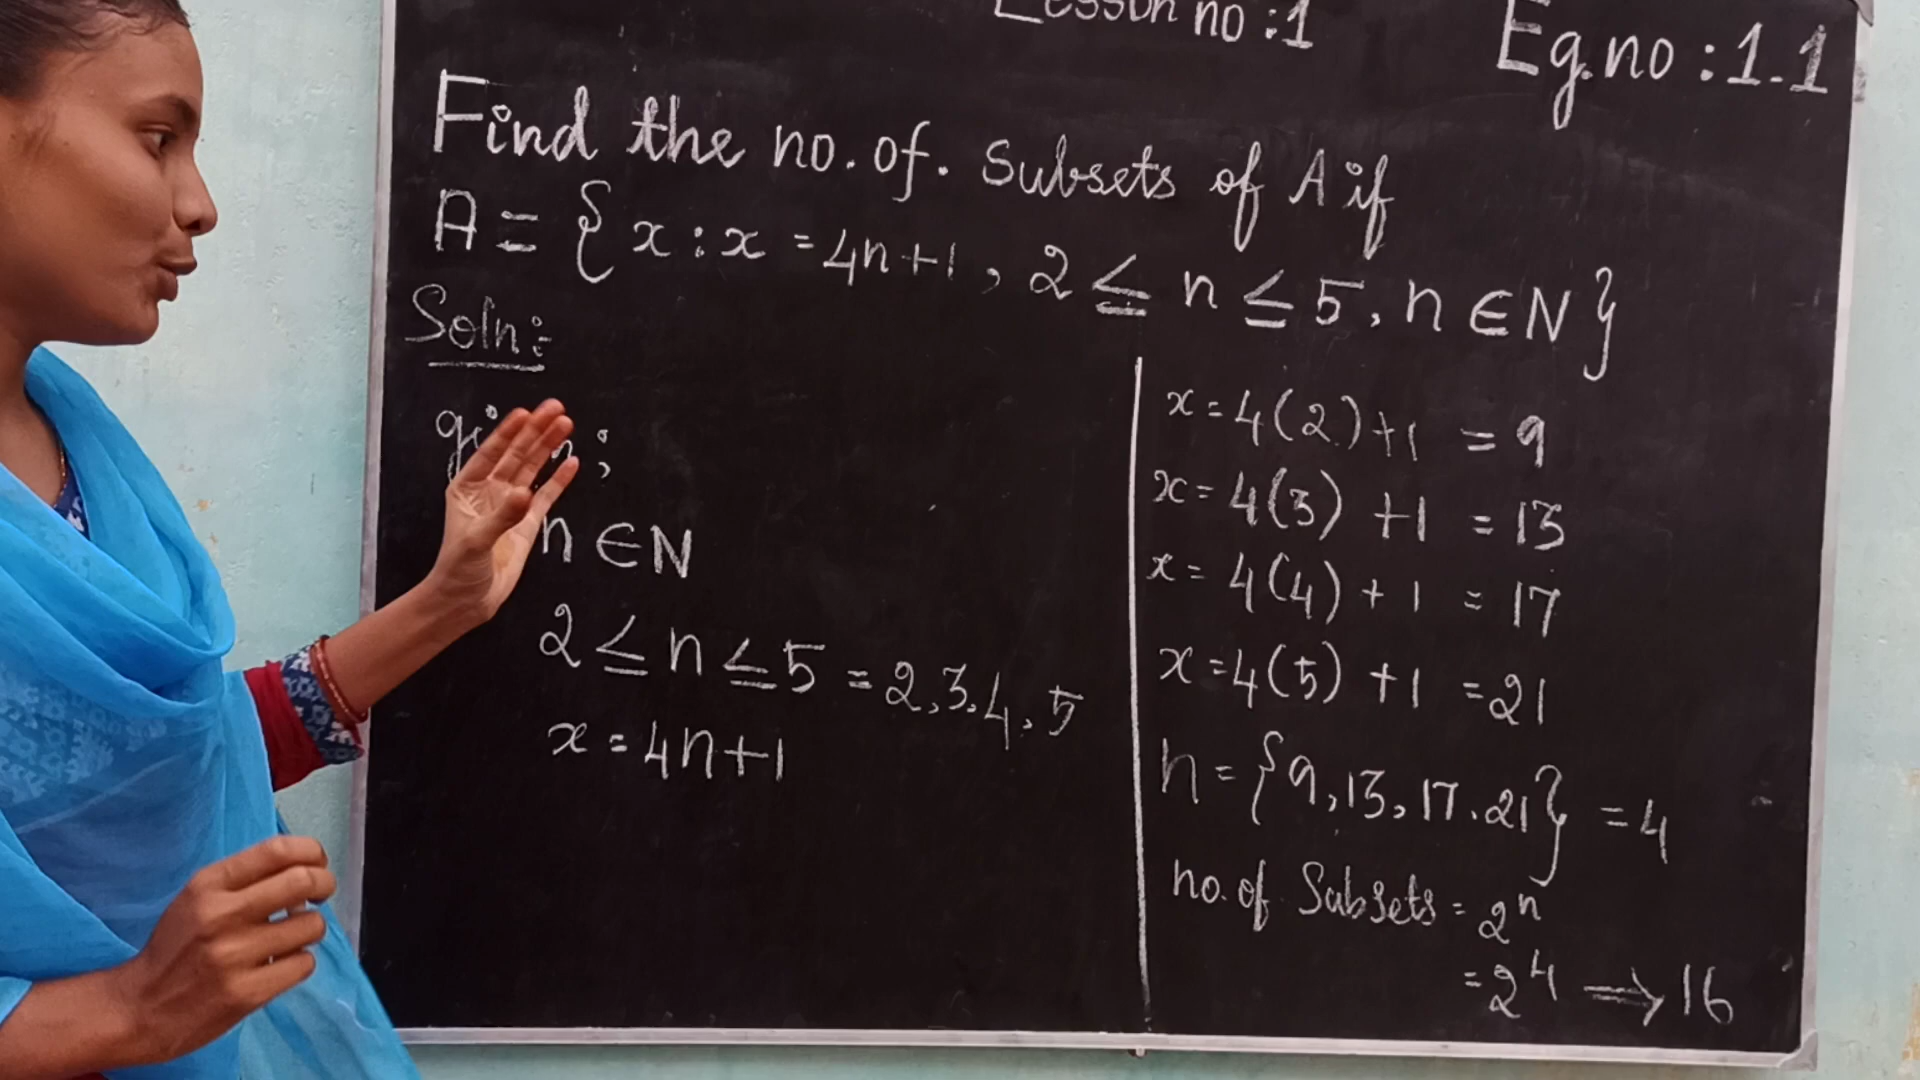 Lesson no : 1
Eg.no : 1.1
Find the no. of. Subsets of A if
A = { x : x = 4n+1 , 2 ≤ n ≤ 5, n ∈ N }
Soln:
n ∈ N
2 ≤ n ≤ 5 = 2,3,4,5
x = 4n+1
x = 4(2)+1 = 9
x = 4(3) +1 = 13
x = 4(4) + 1 = 17
x = 4(5) +1 = 21
n = {9,13,17.21} = 4
no. of Subsets = 2ⁿ
= 2⁴ → 16